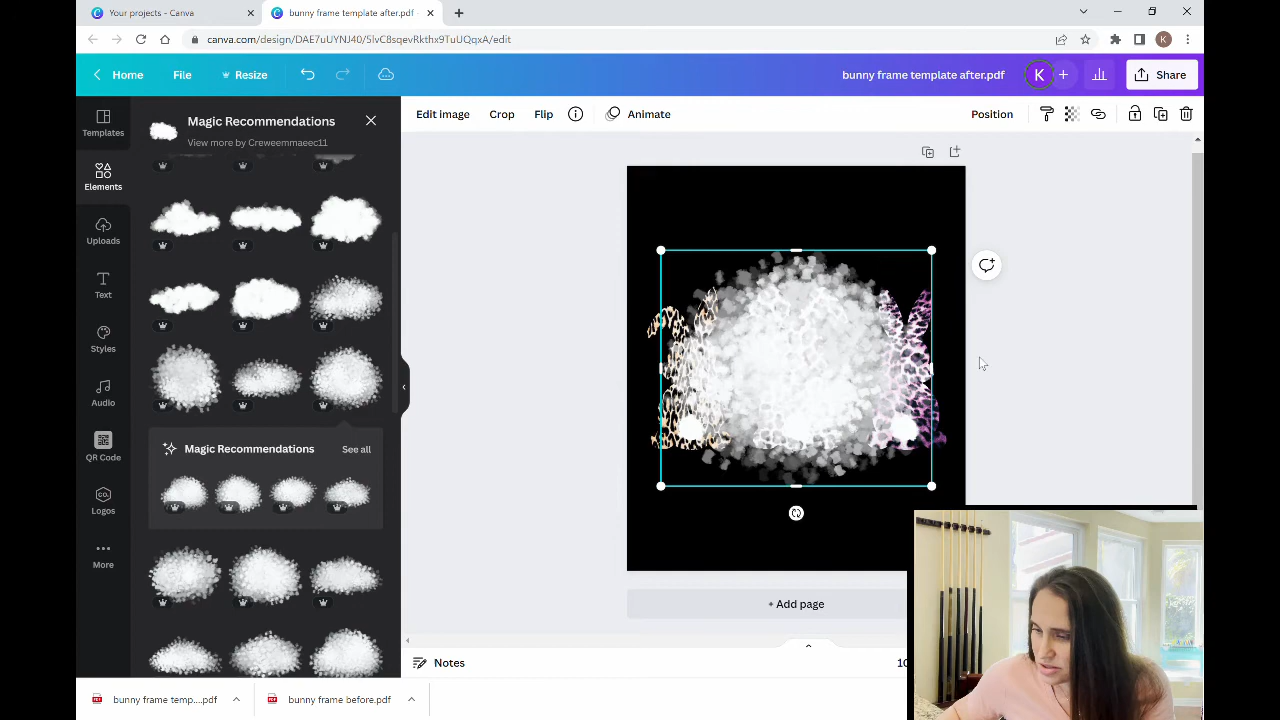 Your projects - Canva
bunny frame template after.pdf -
canva.com/design/DAE7uUYNJ40/5lvC8sqevRkthx9TuUQqxA/edit
K
Home
File
Resize
bunny frame template after.pdf
K
Share
Templates
Elements
Uploads
Text
Styles
Audio
QR Code
CO.
Logos
More
Magic Recommendations
View more by Creweemmaeec11
Magic Recommendations
See all
Edit image
Crop
Flip
Animate
Position
+ Add page
Notes
10
bunny frame temp....pdf
bunny frame before.pdf